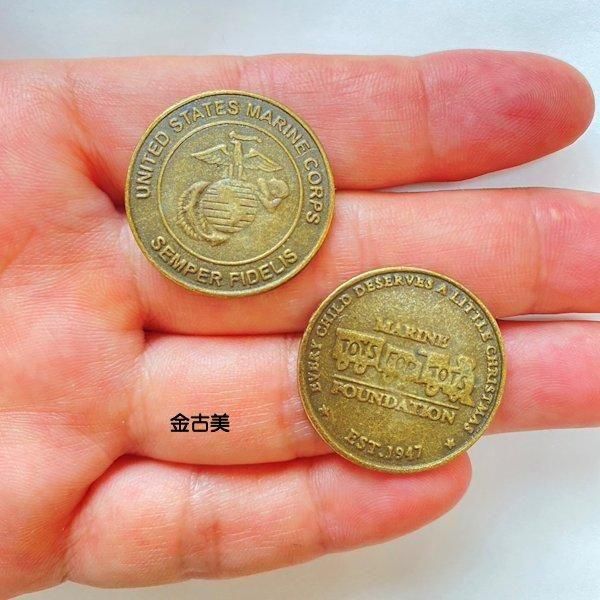 UNITED STATES MARINE CORPS
SEMPER FIDELIS
EVERY CHILD DESERVES A LITTLE CHRISTMAS
MARINE
TOYS FOR TOTS
FOUNDATION
★ EST. 1947 ★
金古美